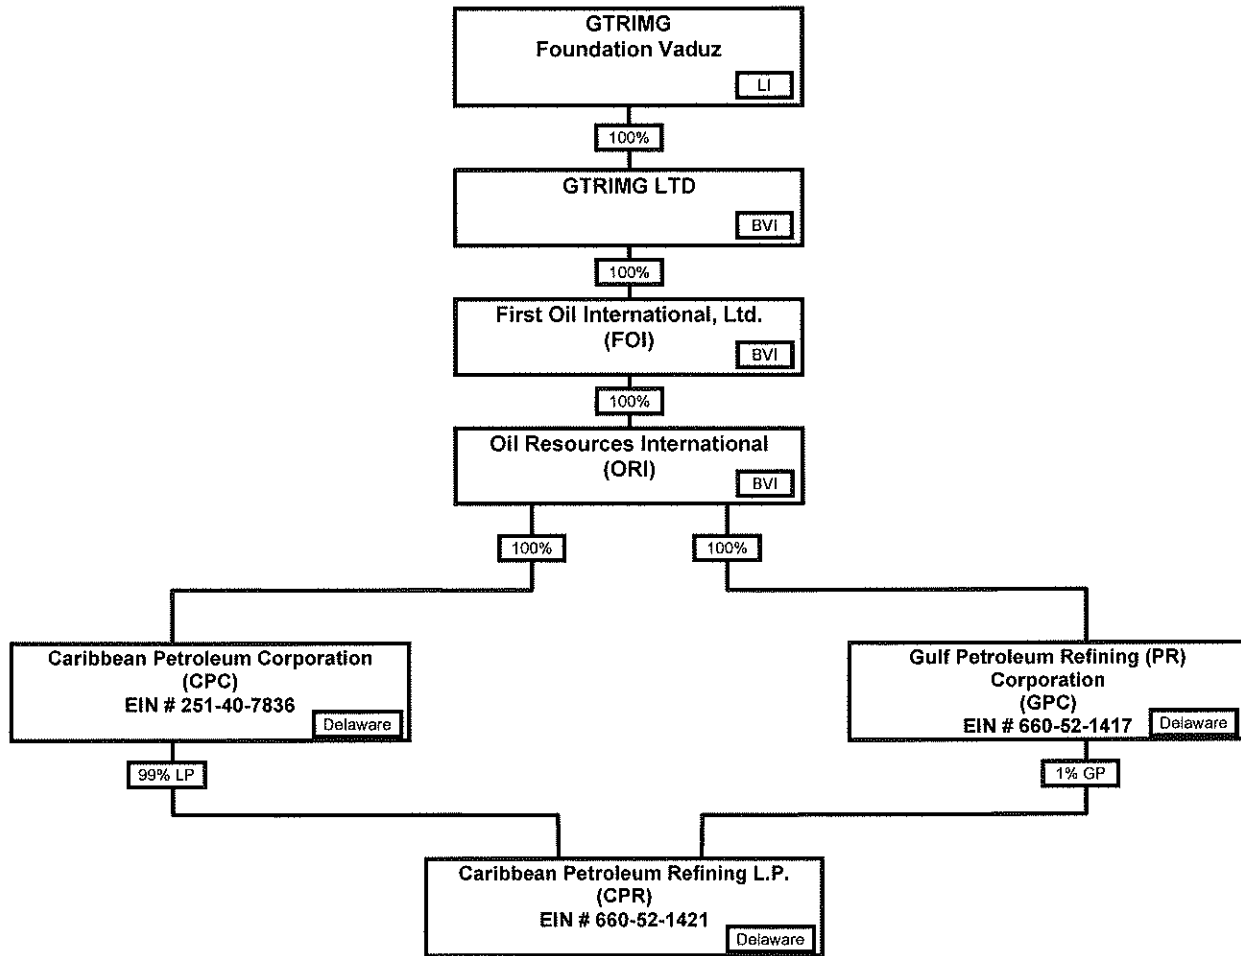 GTRIMG
Foundation Vaduz
LI
100%
GTRIMG LTD
BVI
100%
First Oil International, Ltd.
(FOI)
BVI
100%
Oil Resources International
(ORI)
BVI
100%
100%
Caribbean Petroleum Corporation
(CPC)
EIN # 251-40-7836
Delaware
Gulf Petroleum Refining (PR)
Corporation
(GPC)
EIN # 660-52-1417
Delaware
99% LP
1% GP
Caribbean Petroleum Refining L.P.
(CPR)
EIN # 660-52-1421
Delaware